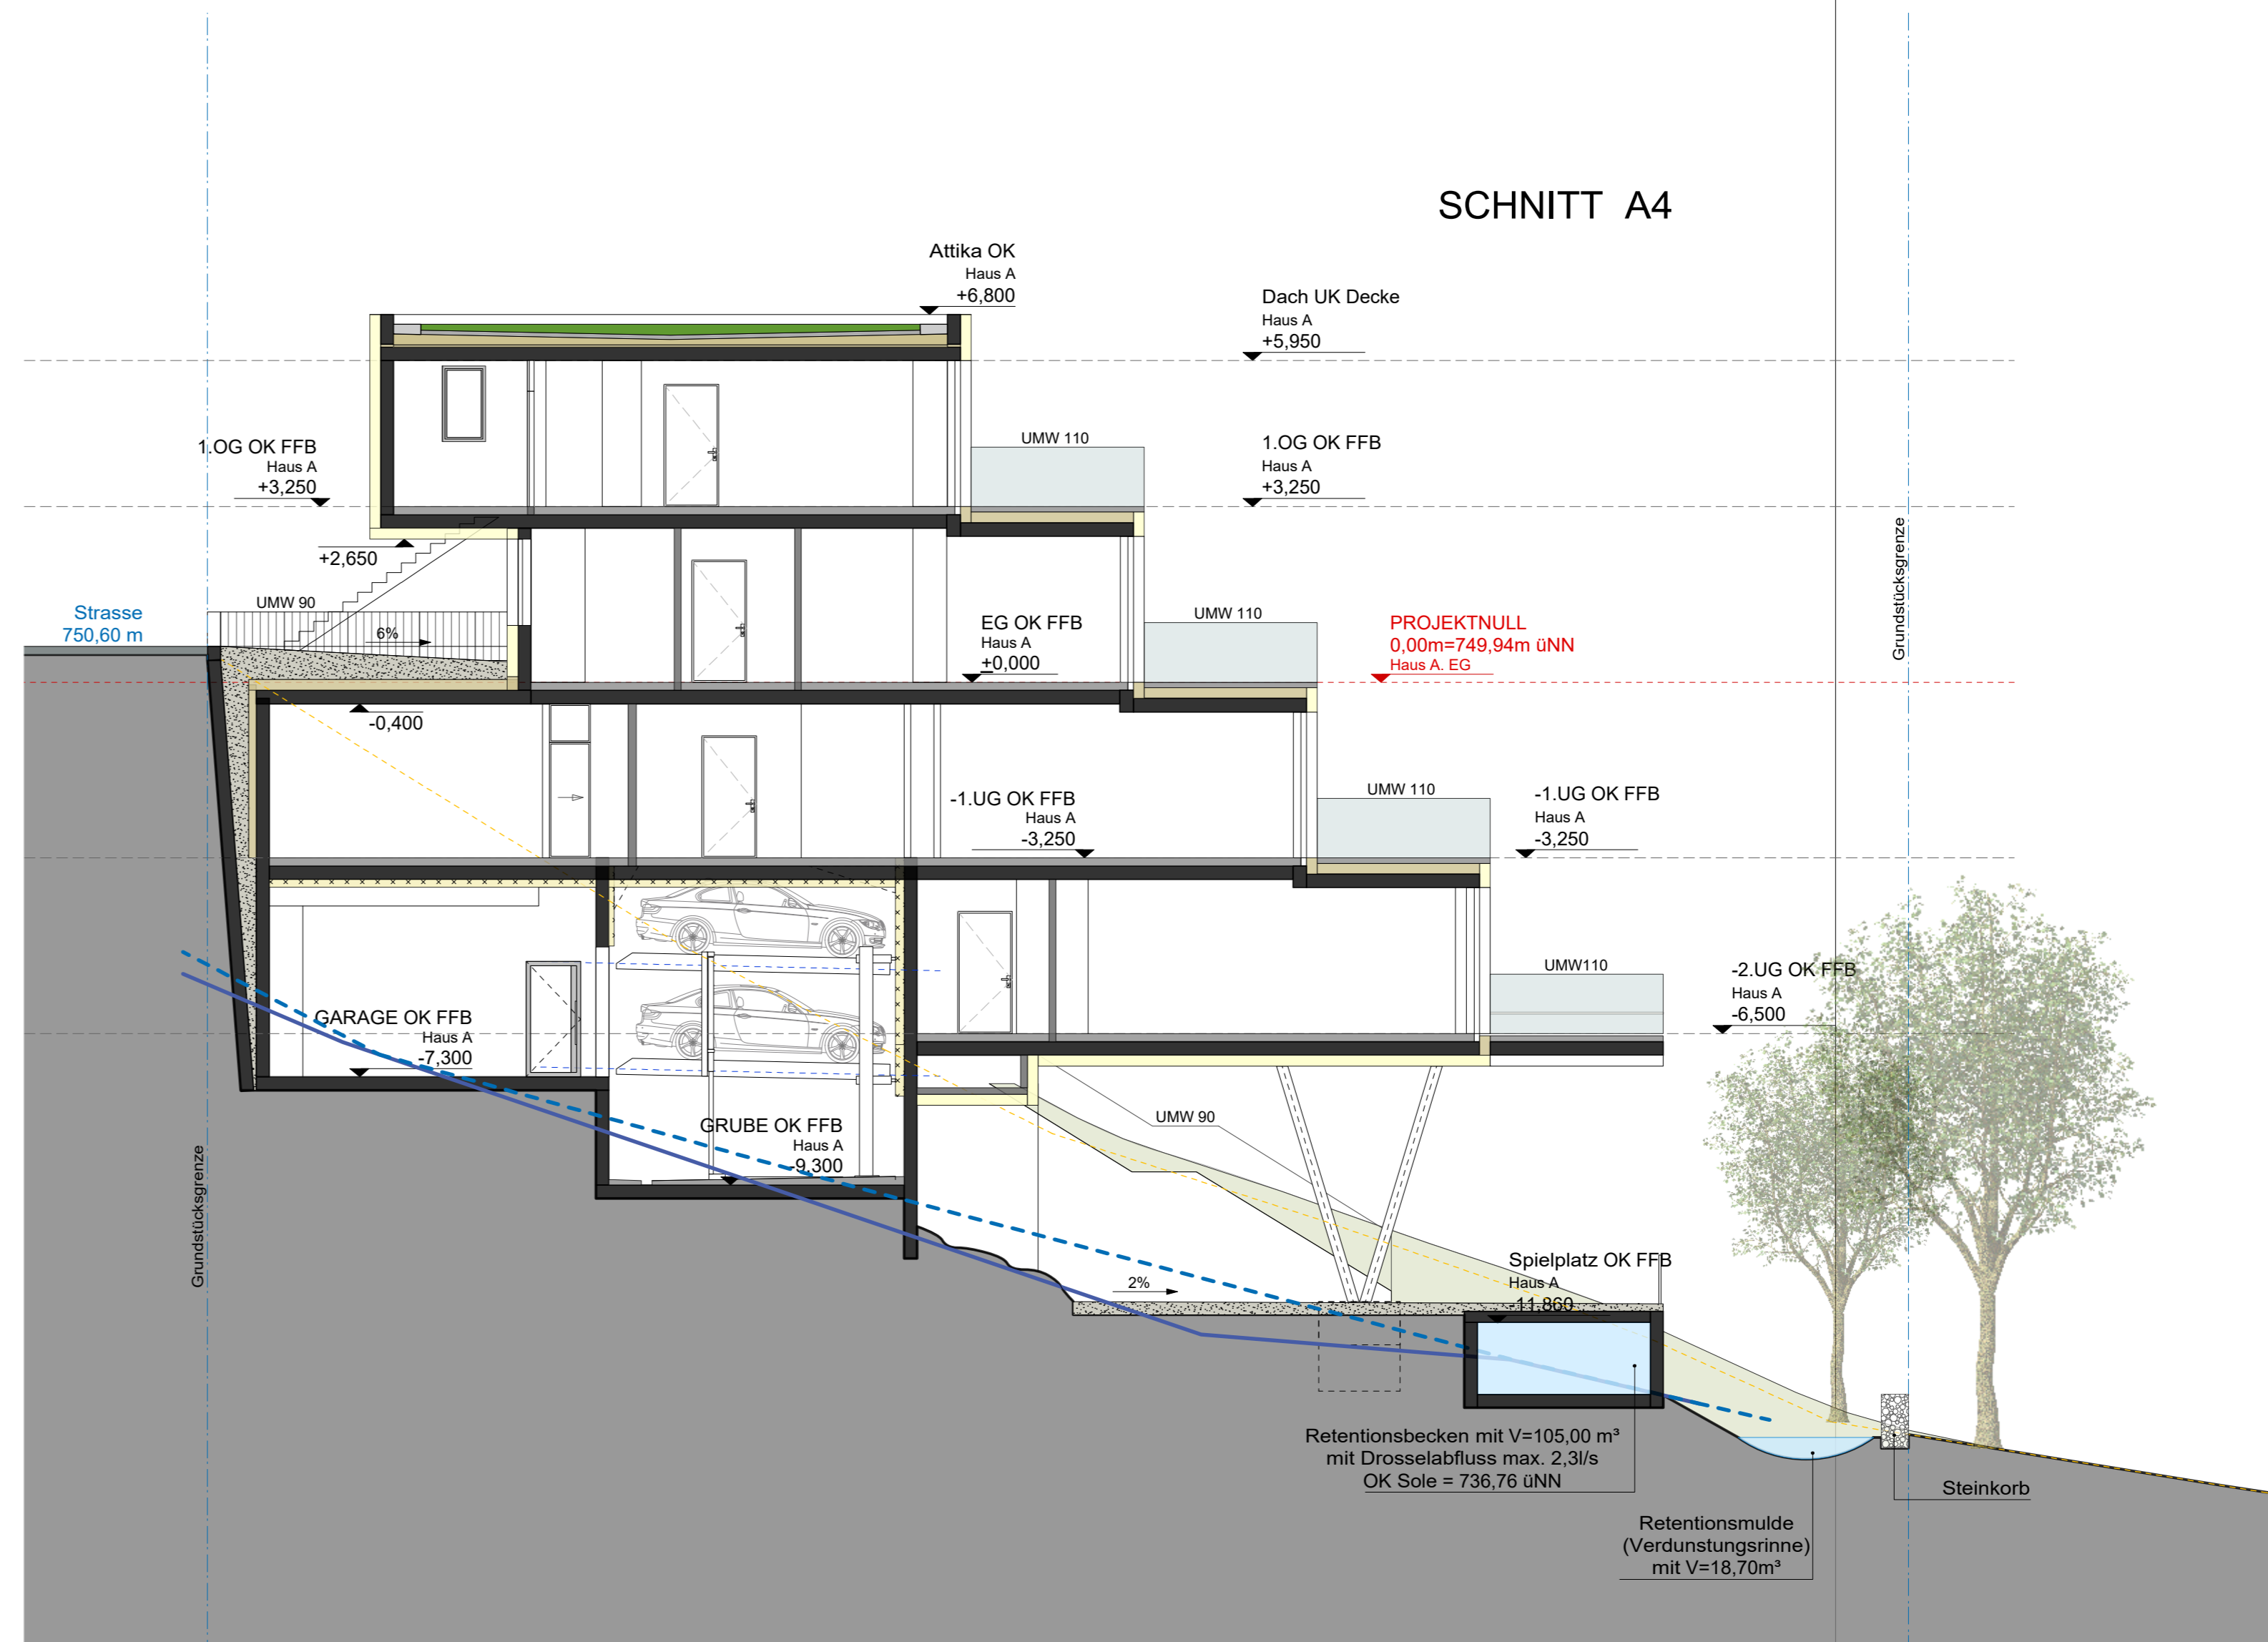 SCHNITT A4
Attika OK
Haus A
+6,800
Dach UK Decke
Haus A
+5,950
1.OG OK FFB
Haus A
+3,250
UMW 110
1.OG OK FFB
Haus A
+3,250
+2,650
UMW 90
6%
Strasse
750,60 m
EG OK FFB
Haus A
+0,000
UMW 110
PROJEKTNULL
0,00m=749,94m üNN
Haus A. EG
Grundstücksgrenze
-0,400
-1.UG OK FFB
Haus A
-3,250
UMW 110
-1.UG OK FFB
Haus A
-3,250
UMW110
-2.UG OK FFB
Haus A
-6,500
GARAGE OK FFB
Haus A
-7,300
GRUBE OK FFB
Haus A
-9,300
UMW 90
Grundstücksgrenze
2%
Spielplatz OK FFB
Haus A
-11,860
Retentionsbecken mit V=105,00 m³
mit Drosselabfluss max. 2,3l/s
OK Sole = 736,76 üNN
Steinkorb
Retentionsmulde
(Verdunstungsrinne)
mit V=18,70m³